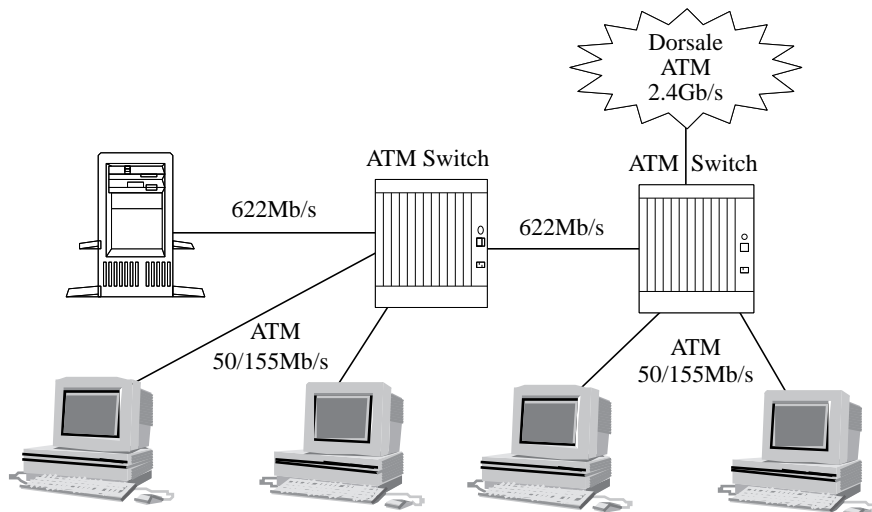 Dorsale
ATM
2.4Gb/s
ATM Switch
ATM Switch
622Mb/s
622Mb/s
ATM
50/155Mb/s
ATM
50/155Mb/s